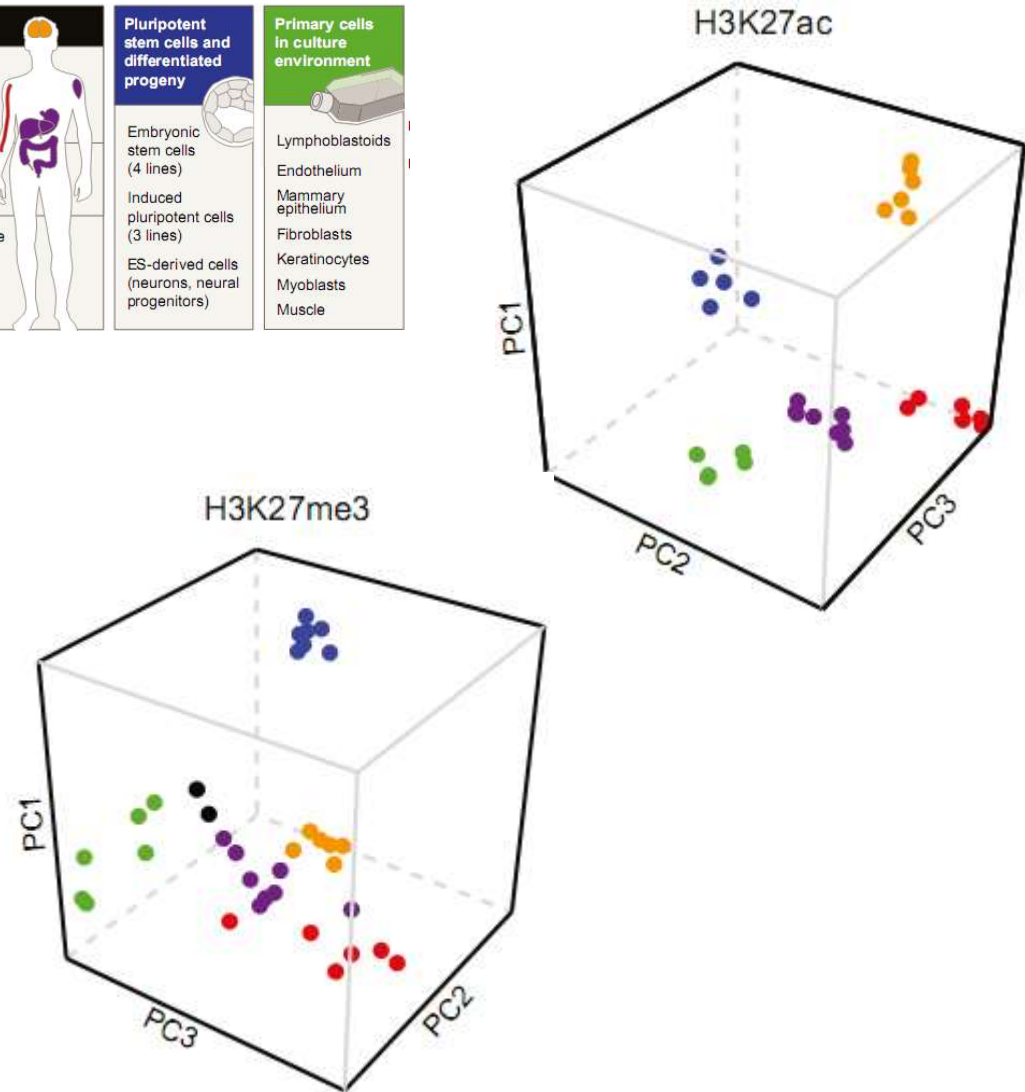 Pluripotent
stem cells and
differentiated
progeny
Embryonic
stem cells
(4 lines)
Induced
pluripotent cells
(3 lines)
ES-derived cells
(neurons, neural
progenitors)
Primary cells
in culture
environment
Lymphoblastoids
Endothelium
Mammary
epithelium
Fibroblasts
Keratinocytes
Myoblasts
Muscle
H3K27ac
PC1
PC2
PC3
H3K27me3
PC1
PC3
PC2